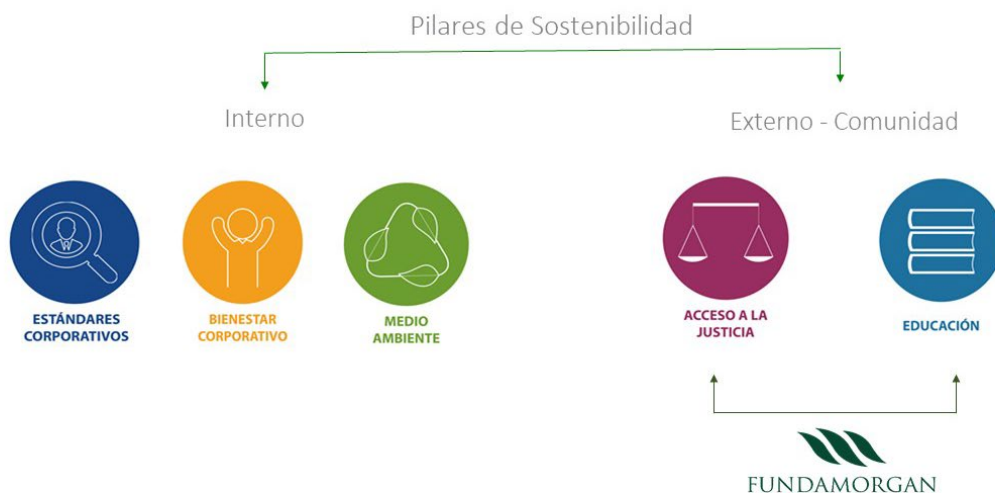 Pilares de Sostenibilidad
Interno
Externo - Comunidad
ESTÁNDARES
CORPORATIVOS
BIENESTAR
CORPORATIVO
MEDIO
AMBIENTE
ACCESO A LA
JUSTICIA
EDUCACIÓN
FUNDAMORGAN